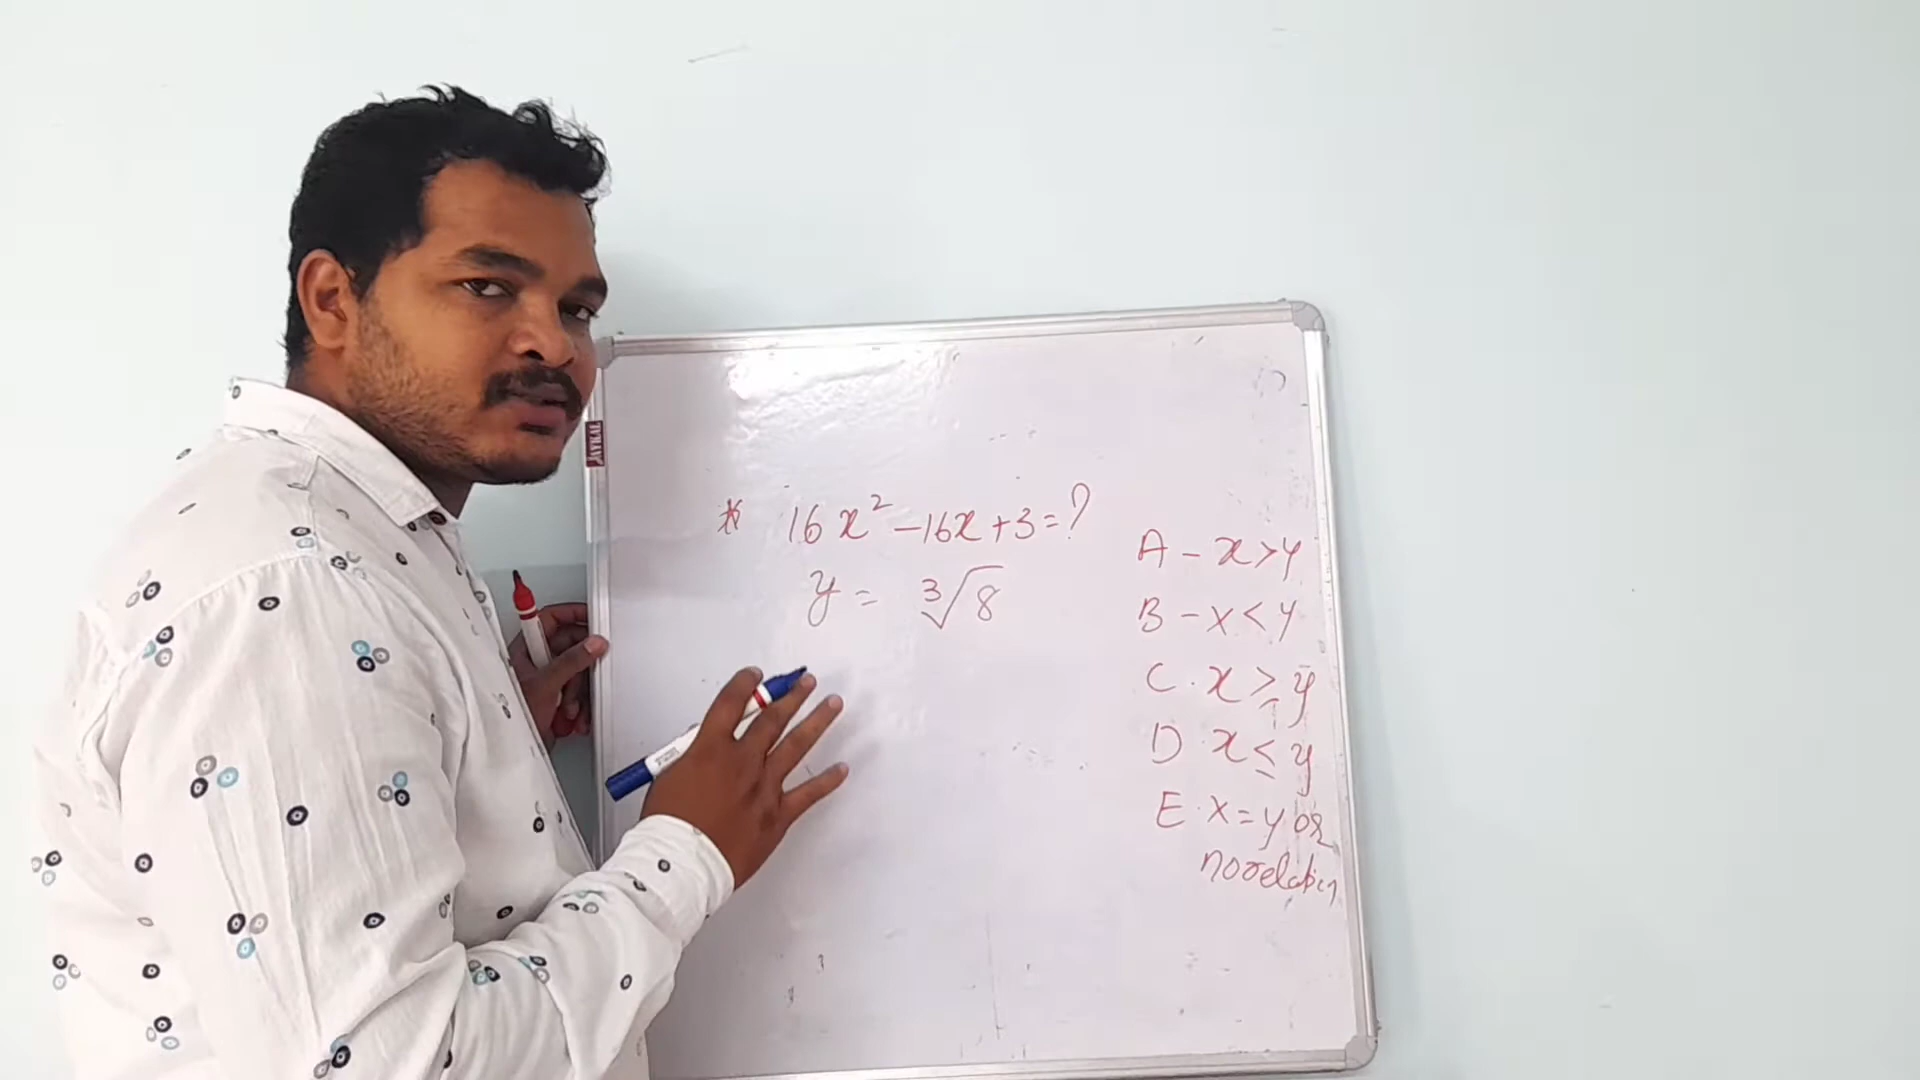 * 16x² - 16x + 3 = ?
y = ³√8
A - x > y
B - x < y
C . x ≥ y
D . x ≤ y
E . x = y or
norelation